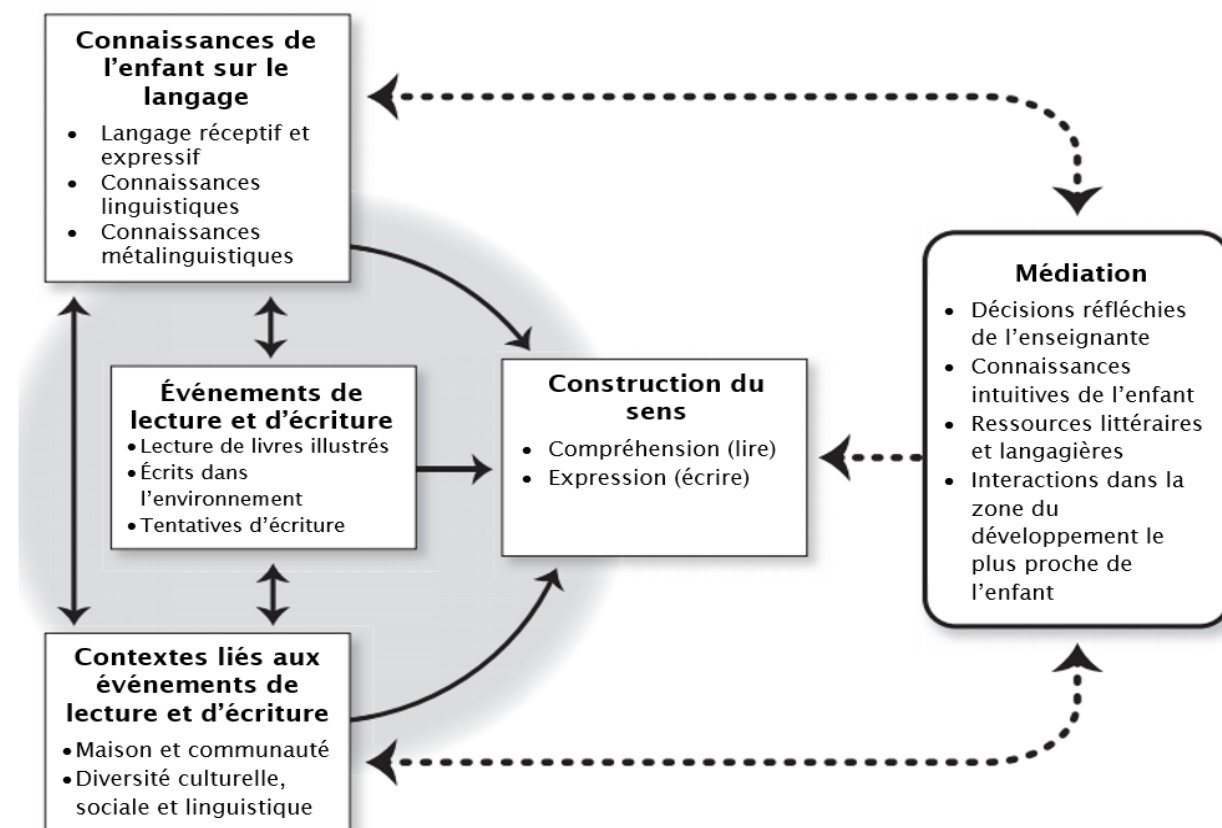 Connaissances de
l'enfant sur le
langage
• Langage réceptif et
expressif
• Connaissances
linguistiques
• Connaissances
métalinguistiques
Événements de
lecture et d'écriture
• Lecture de livres illustrés
• Écrits dans
l'environnement
• Tentatives d'écriture
Contextes liés aux
événements de
lecture et d'écriture
• Maison et communauté
• Diversité culturelle,
sociale et linguistique
Construction du
sens
• Compréhension (lire)
• Expression (écrire)
Médiation
• Décisions réfléchies
de l'enseignante
• Connaissances
intuitives de l'enfant
• Ressources littéraires
et langagières
• Interactions dans la
zone du
développement le
plus proche de
l'enfant